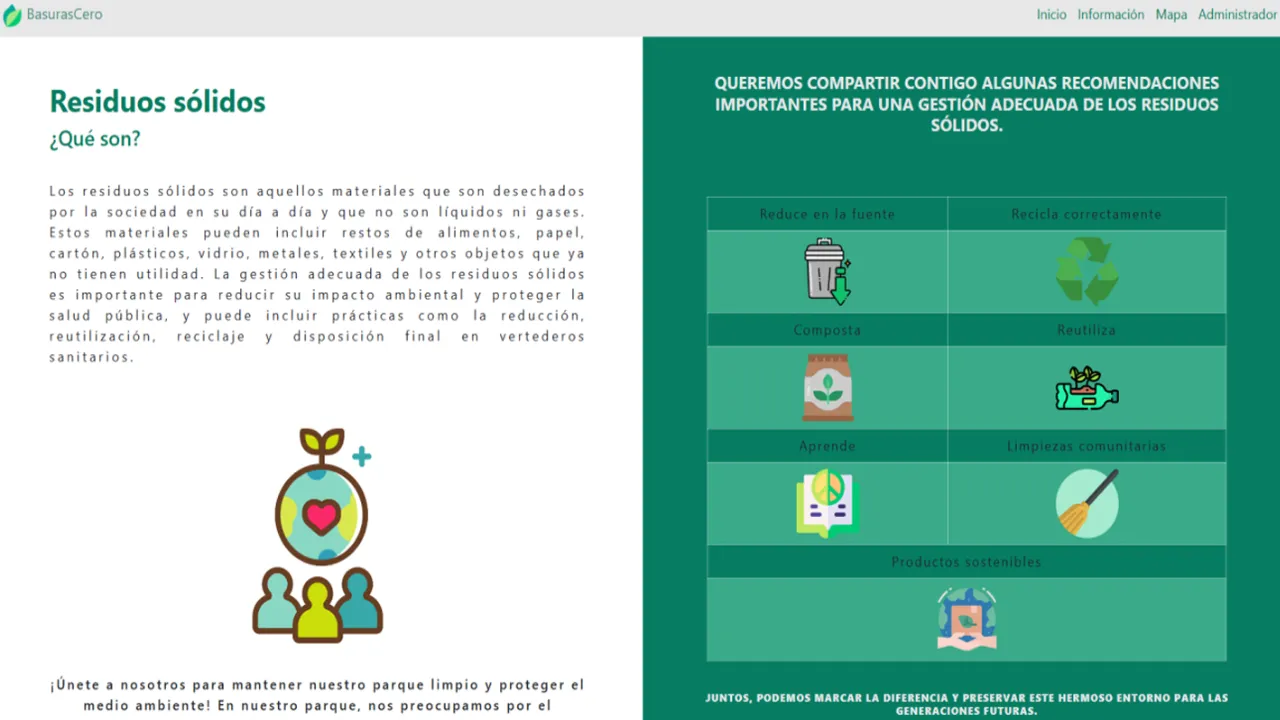 BasurasCero
Inicio Información Mapa Administrador
Residuos sólidos
¿Qué son?
Los residuos sólidos son aquellos materiales que son desechados
por la sociedad en su día a día y que no son líquidos ni gases.
Estos materiales pueden incluir restos de alimentos, papel,
cartón, plásticos, vidrio, metales, textiles y otros objetos que ya
no tienen utilidad. La gestión adecuada de los residuos sólidos
es importante para reducir su impacto ambiental y proteger la
salud pública, y puede incluir prácticas como la reducción,
reutilización, reciclaje y disposición final en vertederos
sanitarios.
¡Únete a nosotros para mantener nuestro parque limpio y proteger el
medio ambiente! En nuestro parque, nos preocupamos por el
QUEREMOS COMPARTIR CONTIGO ALGUNAS RECOMENDACIONES
IMPORTANTES PARA UNA GESTIÓN ADECUADA DE LOS RESIDUOS
SÓLIDOS.
Reduce en la fuente
Recicla correctamente
Composta
Reutiliza
Aprende
Limpiezas comunitarias
Productos sostenibles
JUNTOS, PODEMOS MARCAR LA DIFERENCIA Y PRESERVAR ESTE HERMOSO ENTORNO PARA LAS
GENERACIONES FUTURAS.